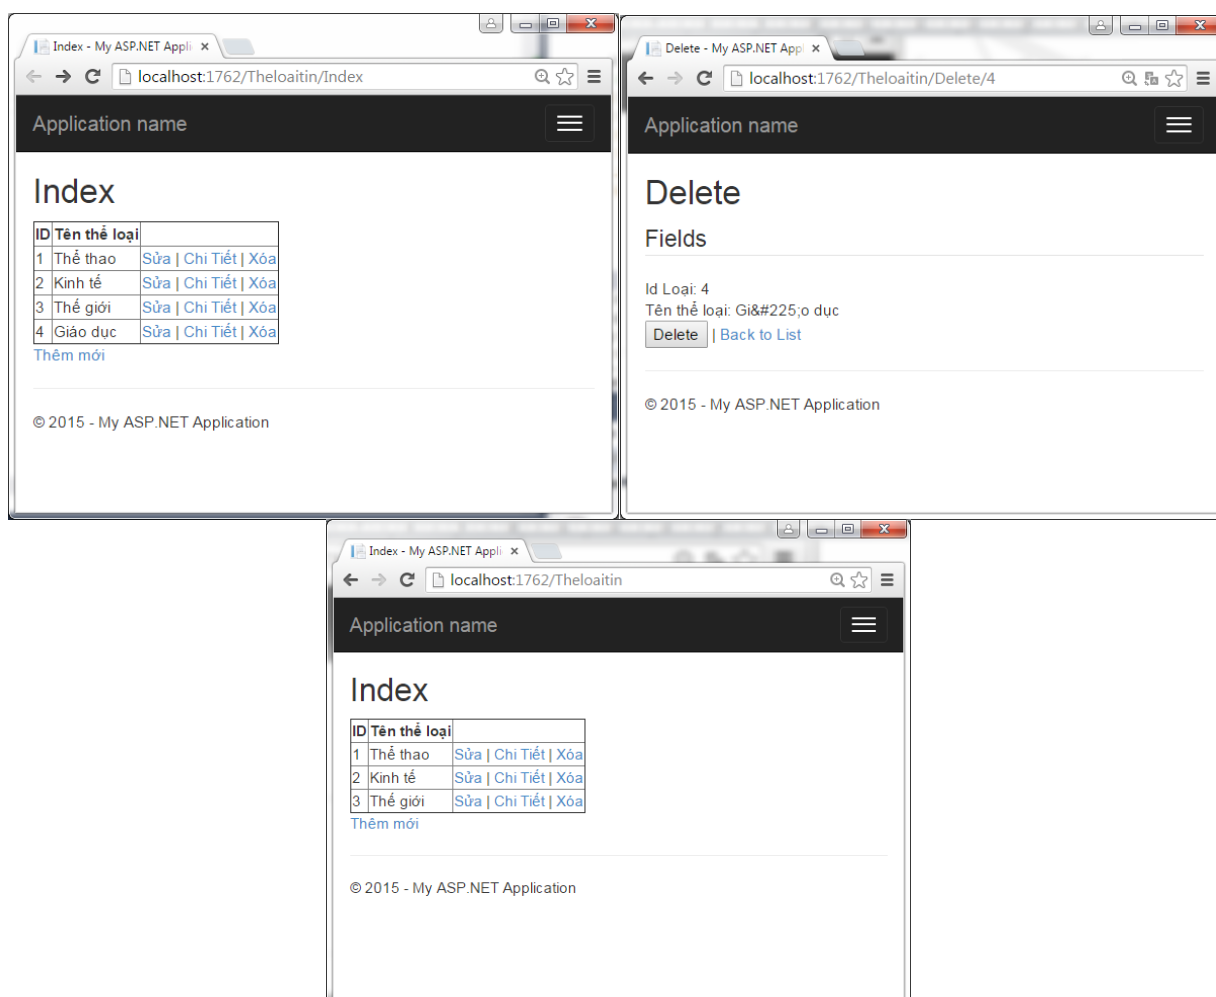 Index - My ASP.NET Appli
localhost:1762/Theloaitin/Index
Application name
Index
ID Tên thể loại
1 Thể thao Sửa | Chi Tiết | Xóa
2 Kinh tế Sửa | Chi Tiết | Xóa
3 Thế giới Sửa | Chi Tiết | Xóa
4 Giáo dục Sửa | Chi Tiết | Xóa
Thêm mới
© 2015 - My ASP.NET Application
Delete - My ASP.NET App
localhost:1762/Theloaitin/Delete/4
Application name
Delete
Fields
Id Loại: 4
Tên thể loại: Gi&#225;o dục
Delete | Back to List
© 2015 - My ASP.NET Application
Index - My ASP.NET Appli
localhost:1762/Theloaitin
Application name
Index
ID Tên thể loại
1 Thể thao Sửa | Chi Tiết | Xóa
2 Kinh tế Sửa | Chi Tiết | Xóa
3 Thế giới Sửa | Chi Tiết | Xóa
Thêm mới
© 2015 - My ASP.NET Application